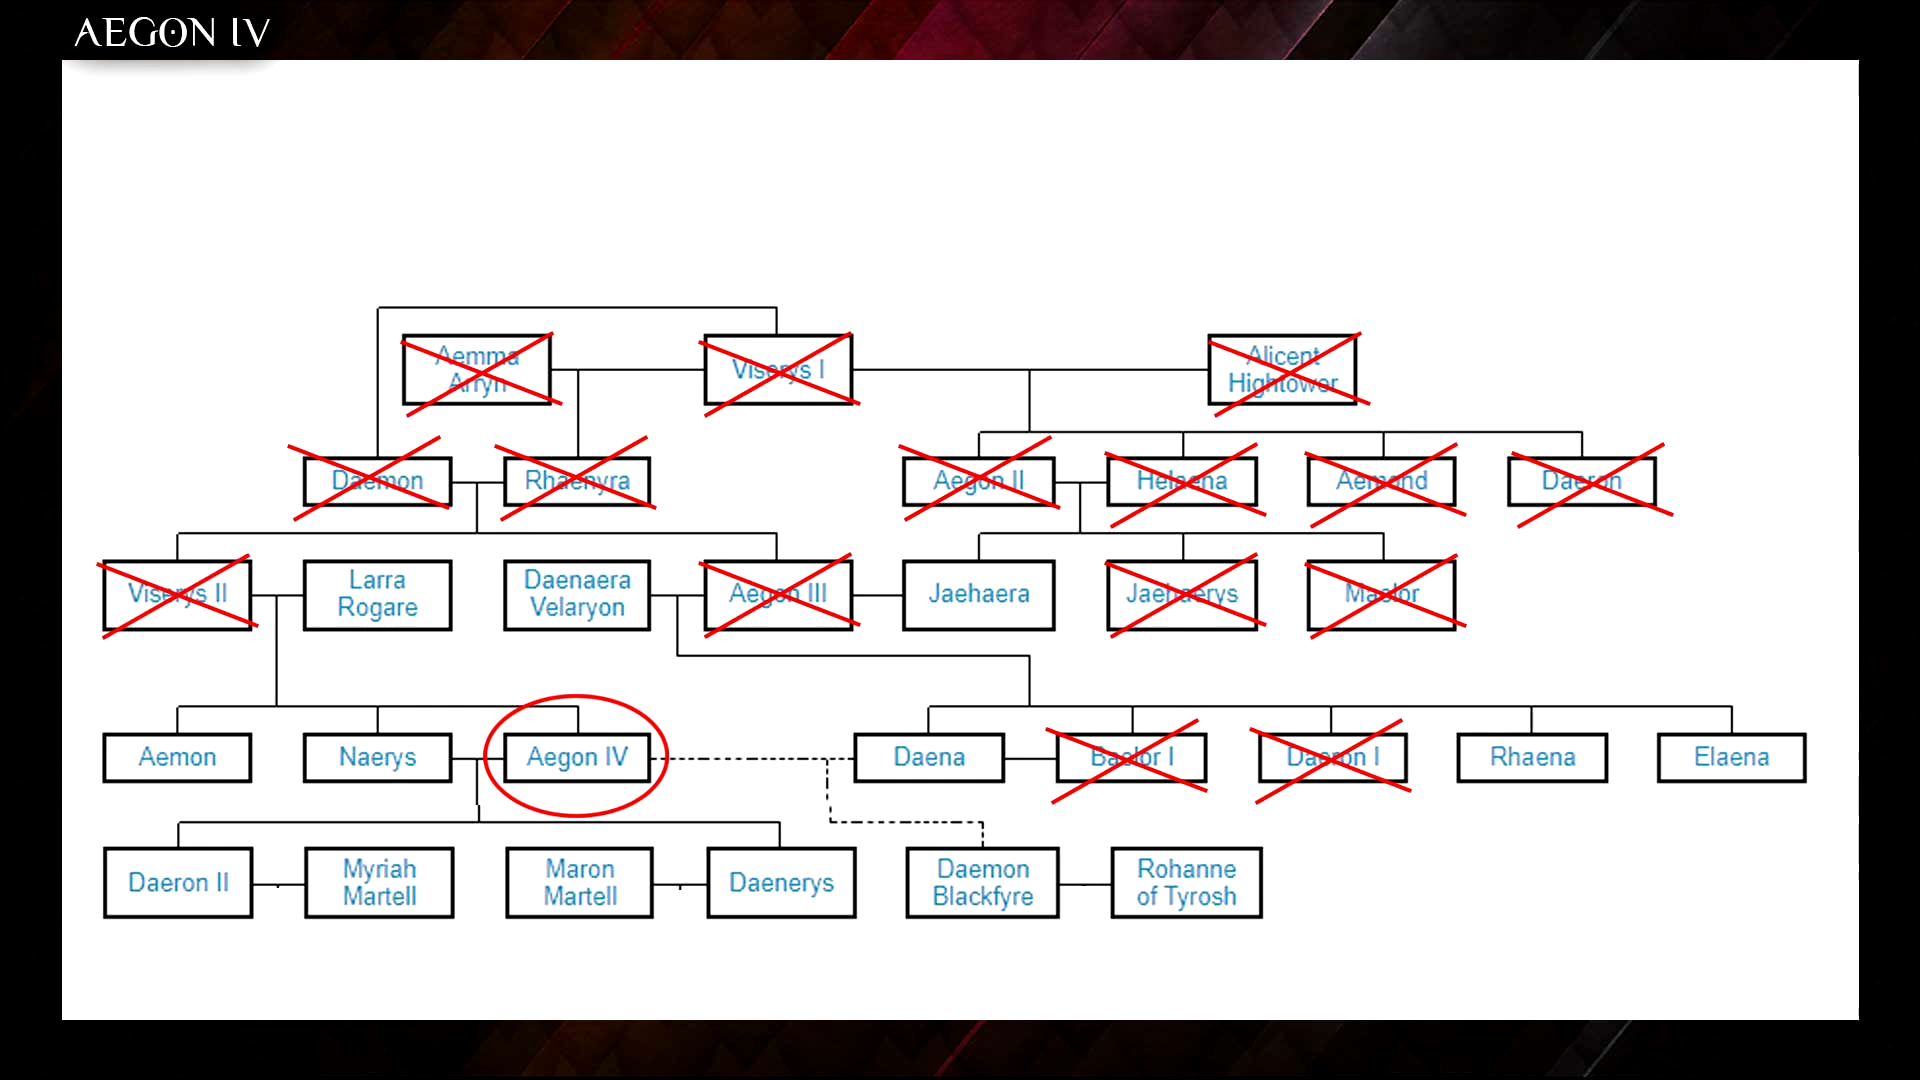 AEGON IV
Aemma
Arryn
Viserys I
Alicent
Hightower
Daemon
Rhaenyra
Aegon II
Helaena
Aemond
Daeron
Viserys II
Larra
Rogare
Daenaera
Velaryon
Aegon III
Jaehaera
Jaehaerys
Maelor
Aemon
Naerys
Aegon IV
Daena
Baelor I
Daeron I
Rhaena
Elaena
Daeron II
Myriah
Martell
Maron
Martell
Daenerys
Daemon
Blackfyre
Rohanne
of Tyrosh